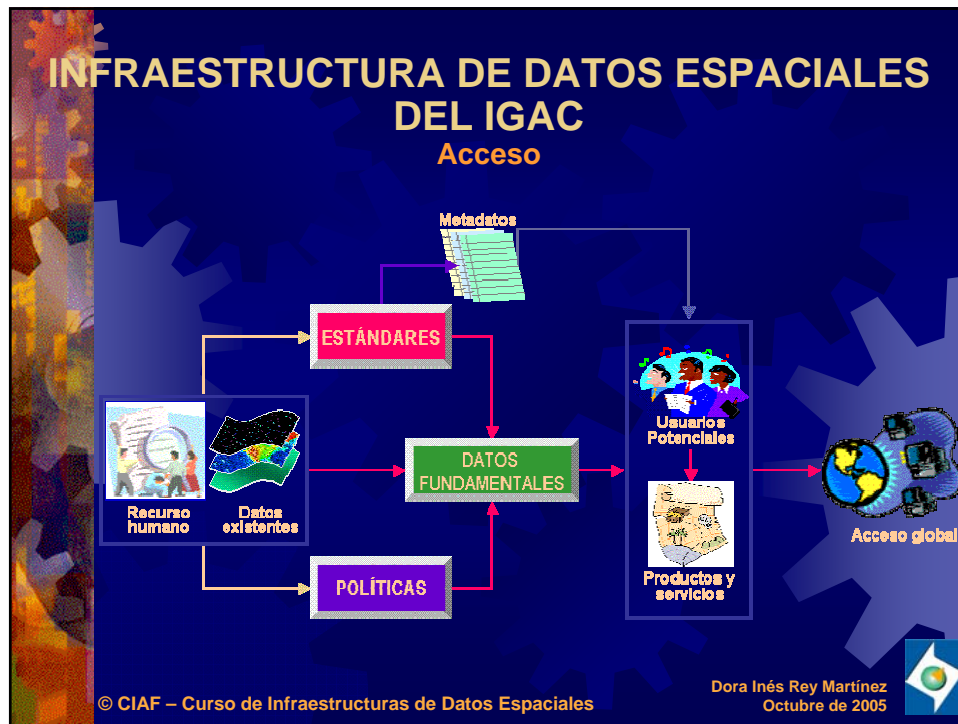 INFRAESTRUCTURA DE DATOS ESPACIALES
DEL IGAC
Acceso
Metadatos
ESTÁNDARES
Recurso
humano
Datos
existentes
DATOS
FUNDAMENTALES
POLÍTICAS
Usuarios
Potenciales
Productos y
servicios
Acceso global
© CIAF – Curso de Infraestructuras de Datos Espaciales
Dora Inés Rey Martínez
Octubre de 2005